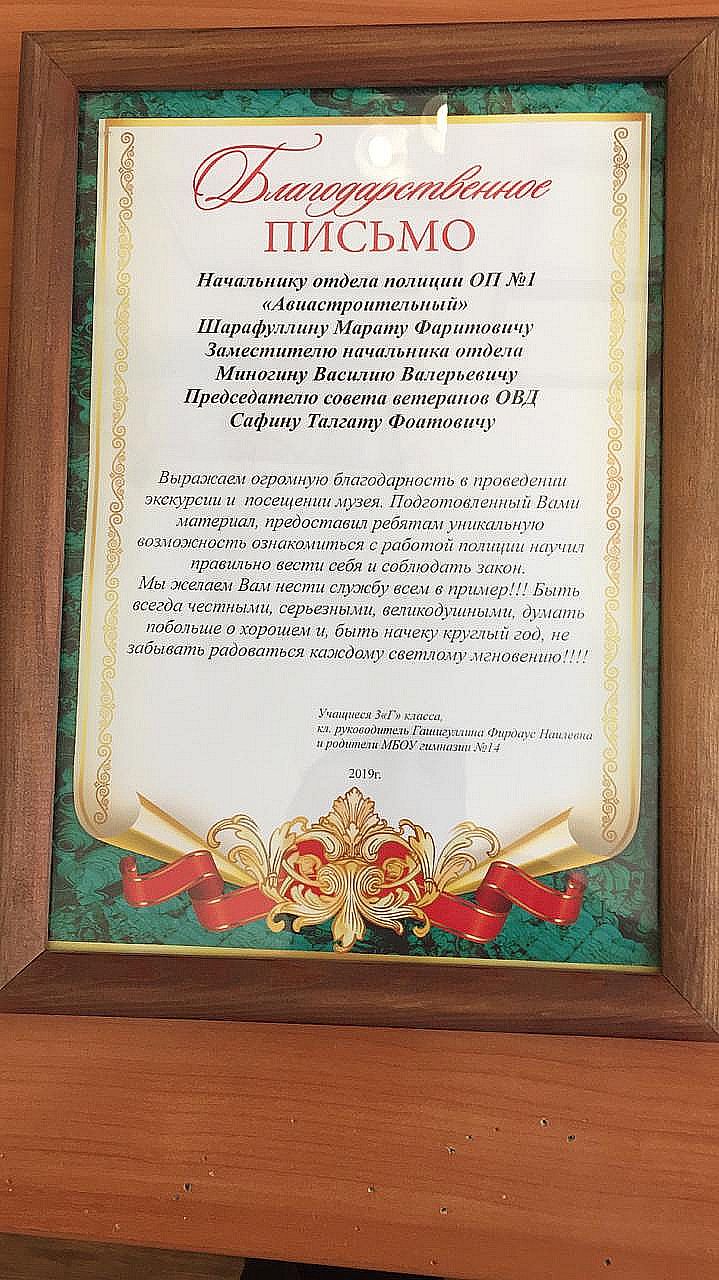 Благодарственное
ПИСЬМО
Начальнику отдела полиции ОП №1
«Авиастроительный»
Шарафуллину Марату Фаритовичу
Заместителю начальника отдела
Миногину Василию Валерьевичу
Председателю совета ветеранов ОВД
Сафину Талгату Фоатовичу
Выражаем огромную благодарность в проведении
экскурсии и посещении музея. Подготовленный Вами
материал, предоставил ребятам уникальную
возможность ознакомиться с работой полиции научил
правильно вести себя и соблюдать закон.
Мы желаем Вам нести службу всем в пример!!! Быть
всегда честными, серьезными, великодушными, думать
побольше о хорошем и, быть начеку круглый год, не
забывать радоваться каждому светлому мгновению!!!!
Учащиеся 3«Г» класса,
кл. руководитель Гашигуллина Фирдаус Наилевна
и родители МБОУ гимназии №14
2019г.